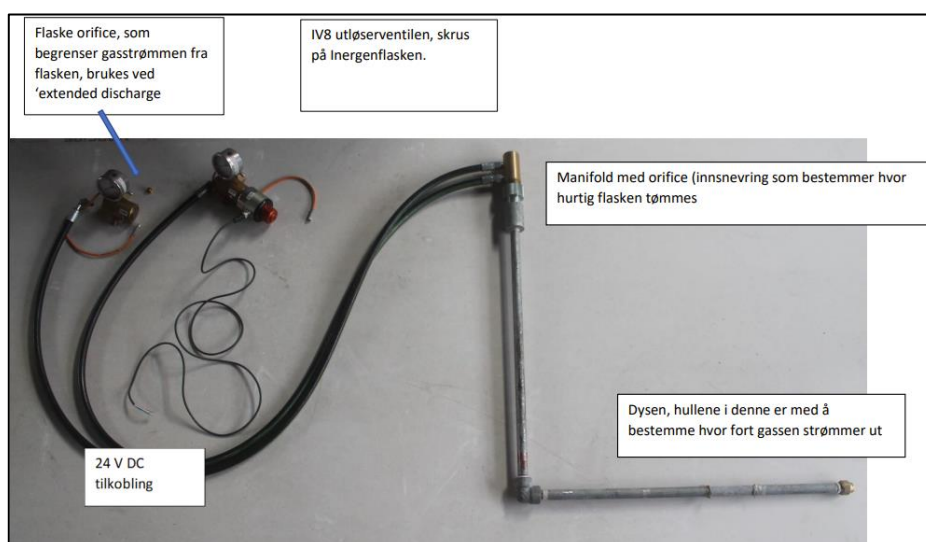 Flaske orifice, som
begrenser gasstrømmen fra
flasken, brukes ved
‘extended discharge
IV8 utløserventilen, skrus
på Inergenflasken.
Manifold med orifice (innsnevring som bestemmer hvor
hurtig flasken tømmes
Dysen, hullene i denne er med å
bestemme hvor fort gassen strømmer ut
24 V DC
tilkobling